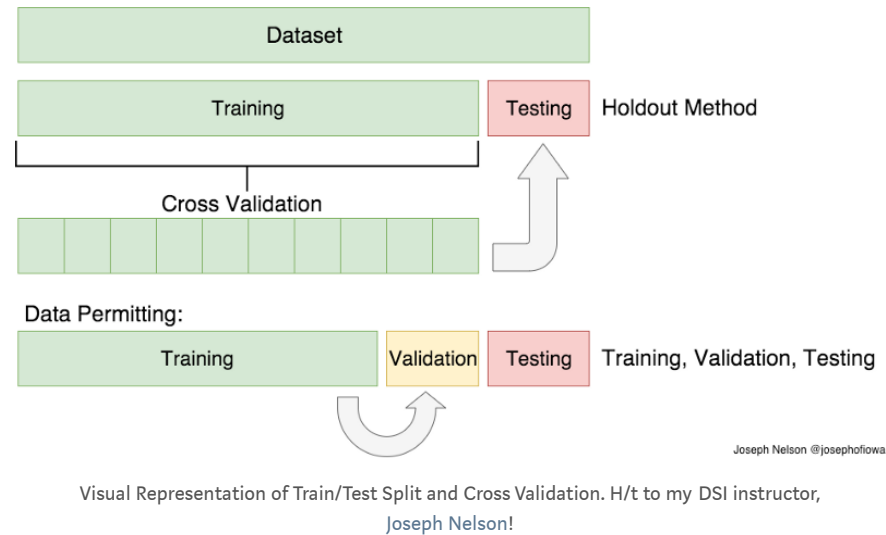 Dataset
Training Testing Holdout Method
Cross Validation
Data Permitting:
Training Validation Testing Training, Validation, Testing
Joseph Nelson @josephofiowa
Visual Representation of Train/Test Split and Cross Validation. H/t to my DSI instructor,
Joseph Nelson!